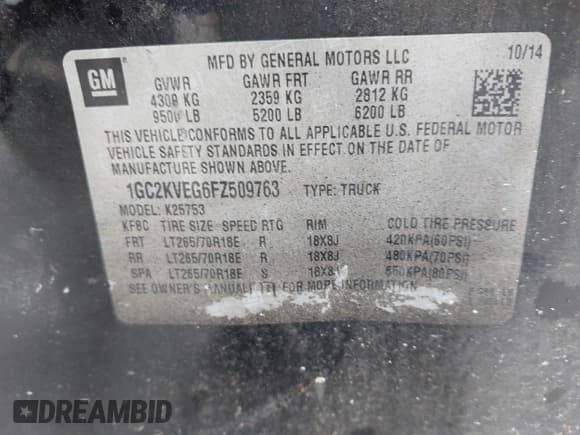 GM
MFD BY GENERAL MOTORS LLC 10/14
GVWR GAWR FRT GAWR RR
4309 KG 2359 KG 2812 KG
9500 LB 5200 LB 6200 LB
THIS VEHICLE CONFORMS TO ALL APPLICABLE U.S. FEDERAL MOTOR
VEHICLE SAFETY STANDARDS IN EFFECT ON THE DATE OF
MANUFACTURE SHOWN ABOVE.
1GC2KVEG6FZ509763 TYPE: TRUCK
MODEL: K25753
KF8C TIRE SIZE SPEED RTG RIM COLD TIRE PRESSURE
FRT LT265/70R18E R 18X8J 420KPA(60PSI)
RR LT265/70R18E R 18X8J 480KPA(70PSI)
SPA LT265/70R18E S 18X8J 550KPA(80PSI)
SEE OWNER'S MANUAL FOR MORE INFORMATION
DREAMBID